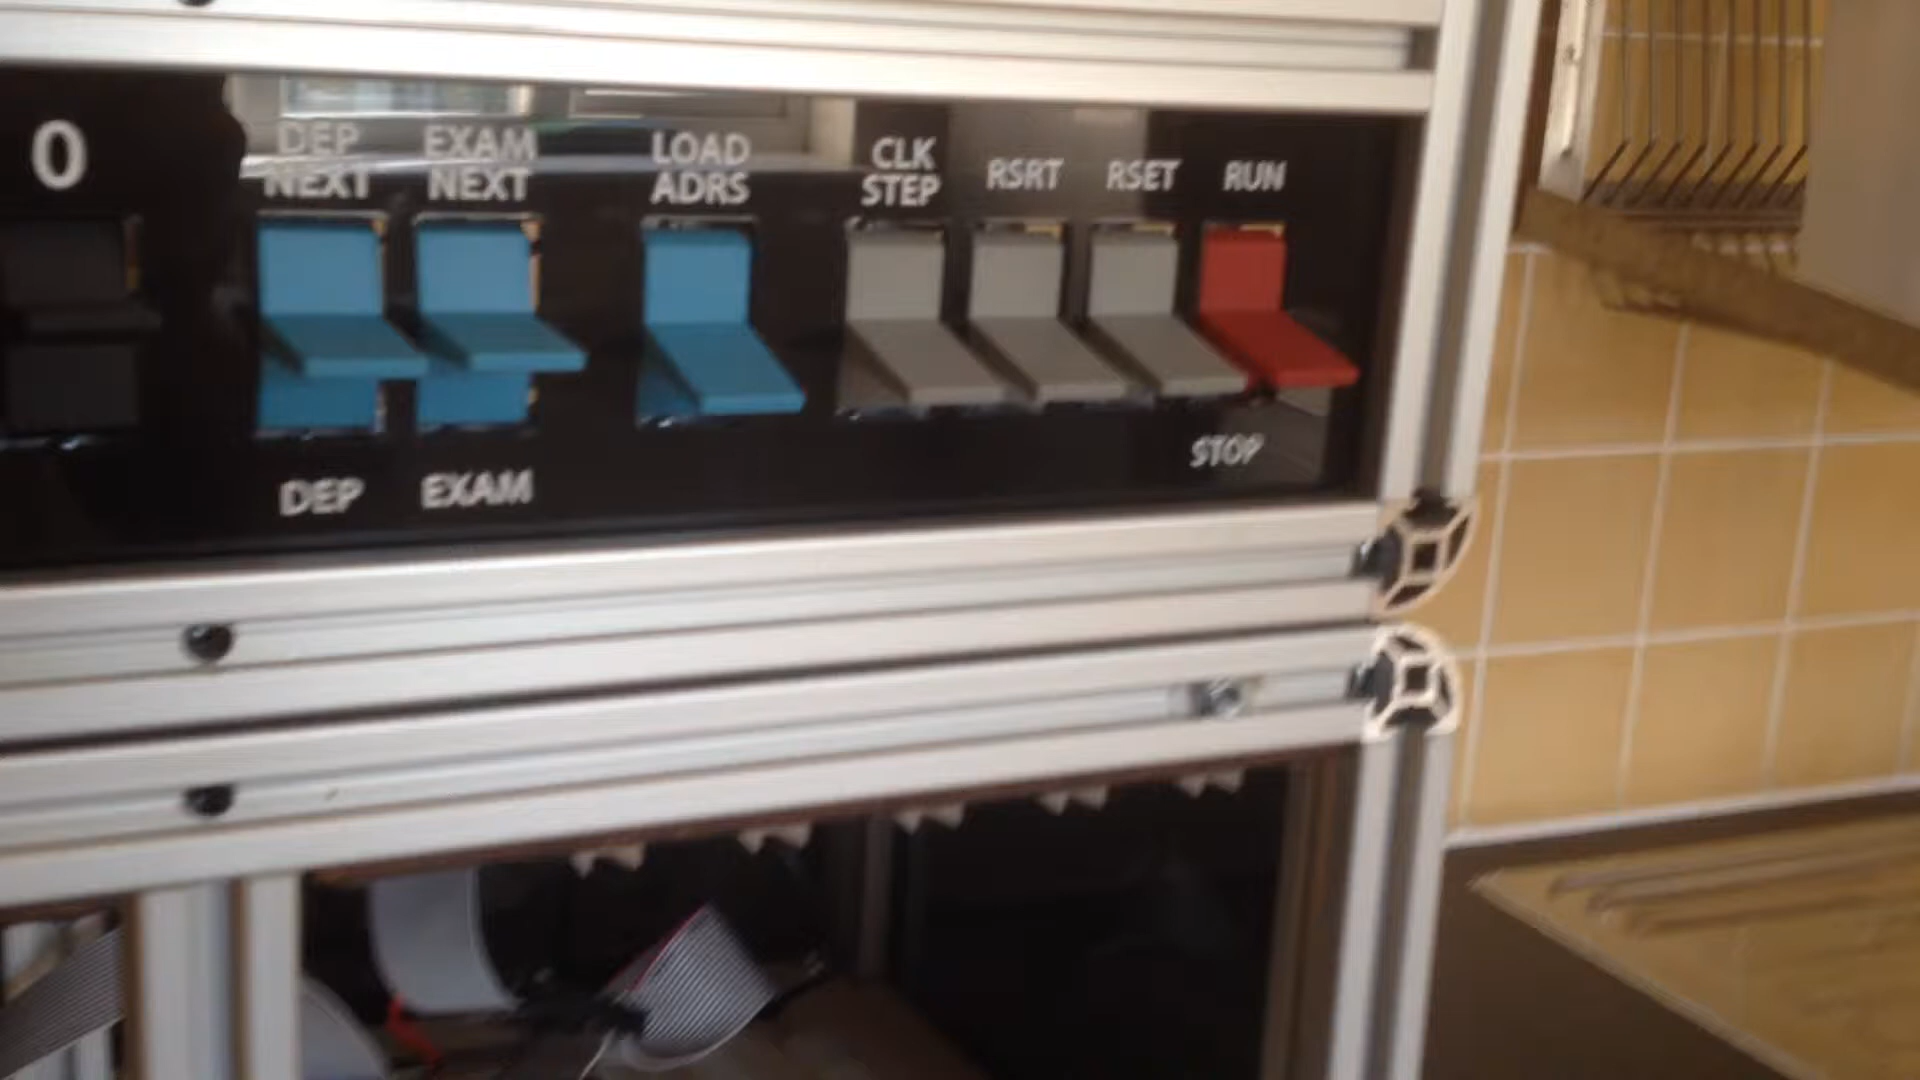 0
DEP
NEXT
EXAM
NEXT
LOAD
ADRS
CLK
STEP
RSRT
RSET
RUN
DEP
EXAM
STOP